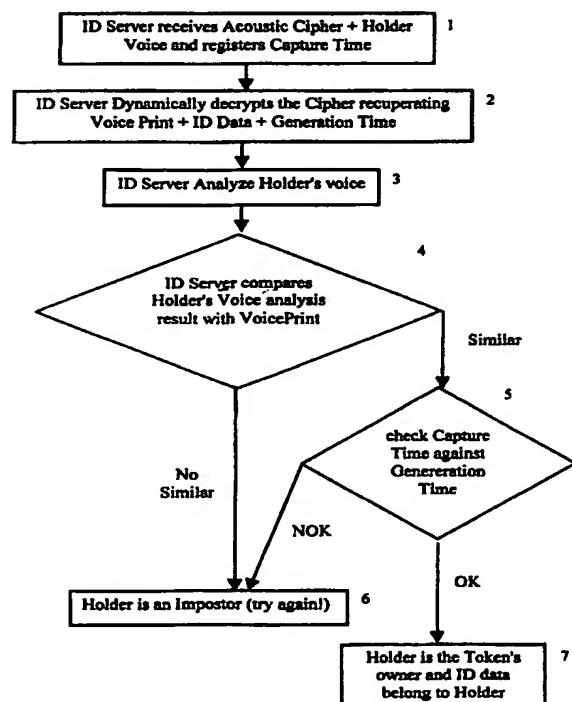 ID Server receives Acoustic Cipher + Holder
Voice and registers Capture Time
1
ID Server Dynamically decrypts the Cipher recuperating
Voice Print + ID Data + Generation Time
2
ID Server Analyze Holder's voice
3
4
ID Server compares
Holder's Voice analysis
result with VoicePrint
Similar
5
check Capture
Time against
Genereration
Time
No
Similar
NOK
OK
Holder is an Impostor (try again!)
6
Holder is the Token's
owner and ID data
belong to Holder
7